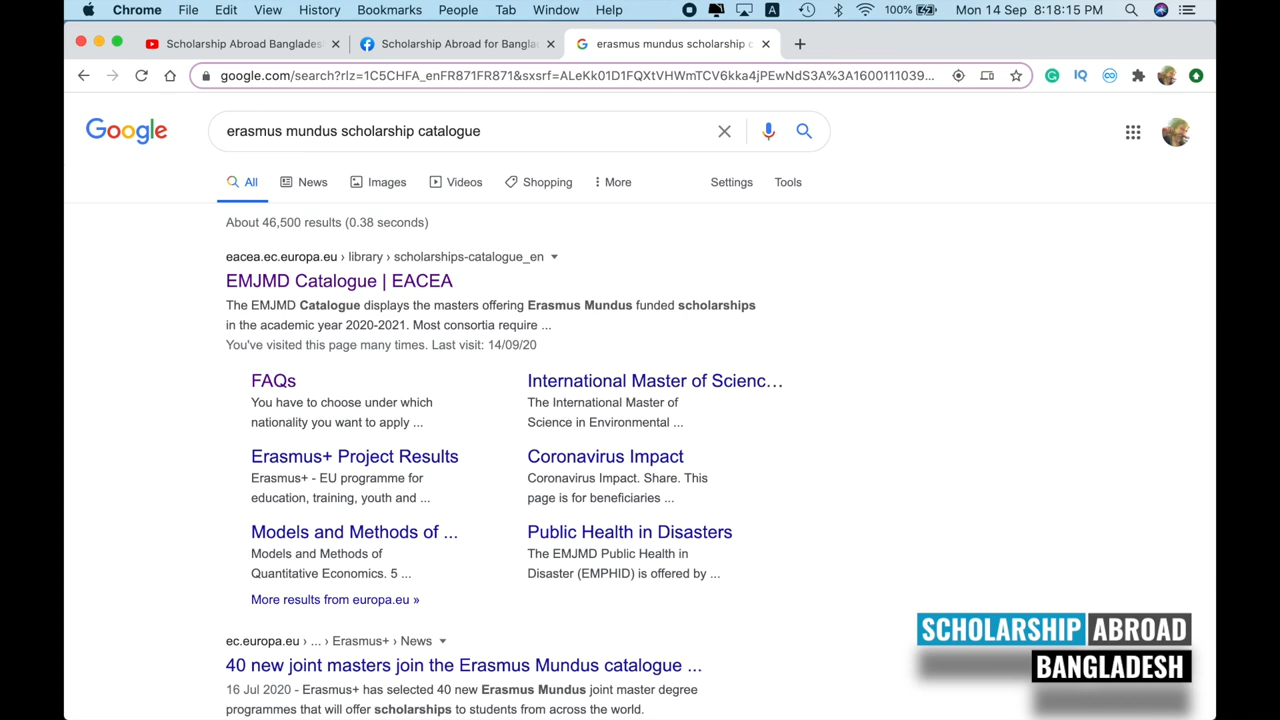 Chrome File Edit View History Bookmarks People Tab Window Help A 100% Mon 14 Sep 8:18:15 PM
Scholarship Abroad Banglades × Scholarship Abroad for Bangla × erasmus mundus scholarship c × +
google.com/search?rlz=1C5CHFA_enFR871FR871&sxsrf=ALeKk01D1FQXtVHWmTCV6kka4jPEwNdS3A%3A1600111039... IQ
Google erasmus mundus scholarship catalogue
All News Images Videos Shopping More Settings Tools
About 46,500 results (0.38 seconds)
eacea.ec.europa.eu › library › scholarships-catalogue_en
EMJMD Catalogue | EACEA
The EMJMD Catalogue displays the masters offering Erasmus Mundus funded scholarships
in the academic year 2020-2021. Most consortia require ...
You've visited this page many times. Last visit: 14/09/20
FAQs
You have to choose under which
nationality you want to apply ...
International Master of Scienc...
The International Master of
Science in Environmental ...
Erasmus+ Project Results
Erasmus+ - EU programme for
education, training, youth and ...
Coronavirus Impact
Coronavirus Impact. Share. This
page is for beneficiaries ...
Models and Methods of ...
Models and Methods of
Quantitative Economics. 5 ...
Public Health in Disasters
The EMJMD Public Health in
Disaster (EMPHID) is offered by ...
More results from europa.eu »
ec.europa.eu › ... › Erasmus+ › News
40 new joint masters join the Erasmus Mundus catalogue ...
16 Jul 2020 - Erasmus+ has selected 40 new Erasmus Mundus joint master degree
programmes that will offer scholarships to students from across the world.
SCHOLARSHIP ABROAD
BANGLADESH